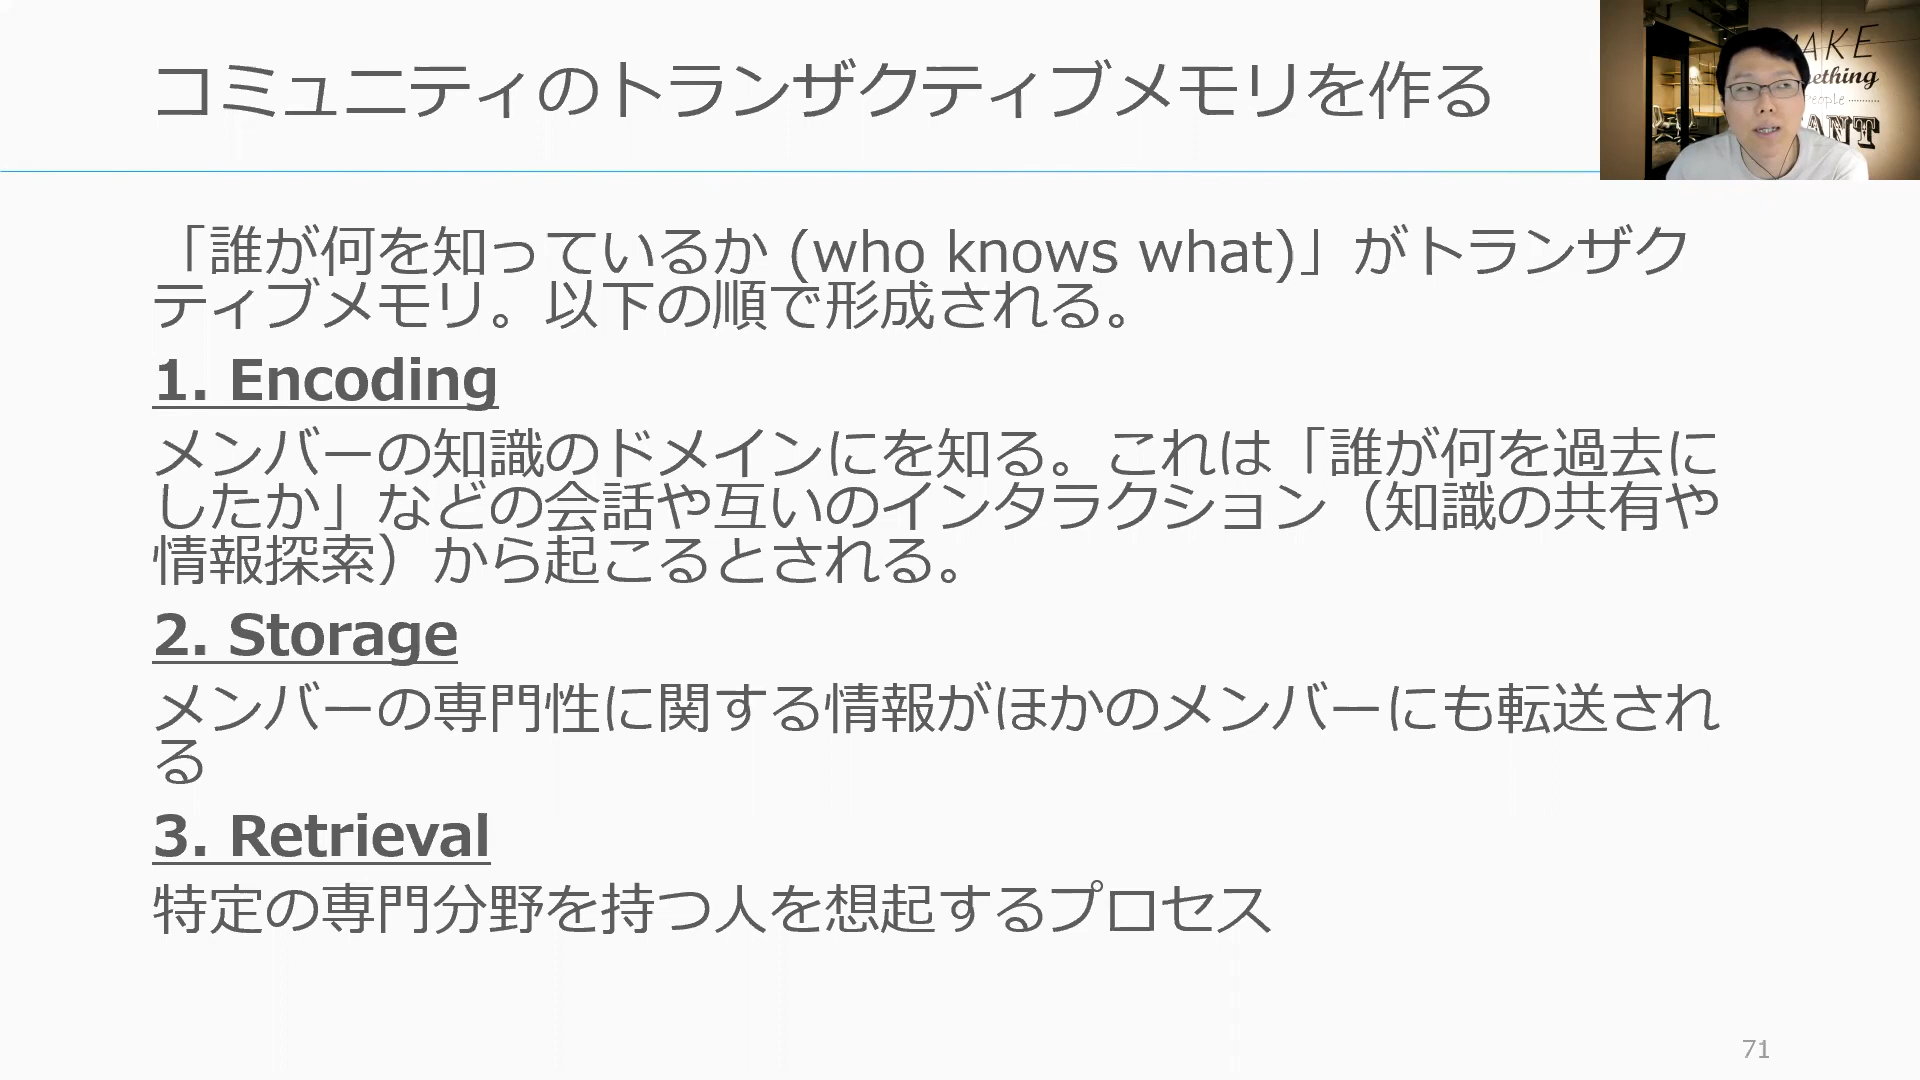 コミュニティのトランザクティブメモリを作る
AKE
ething
people
ANT
「誰が何を知っているか (who knows what)」がトランザク
ティブメモリ。以下の順で形成される。
1. Encoding
メンバーの知識のドメインにを知る。これは「誰が何を過去に
したか」などの会話や互いのインタラクション（知識の共有や
情報探索）から起こるとされる。
2. Storage
メンバーの専門性に関する情報がほかのメンバーにも転送され
る
3. Retrieval
特定の専門分野を持つ人を想起するプロセス
71